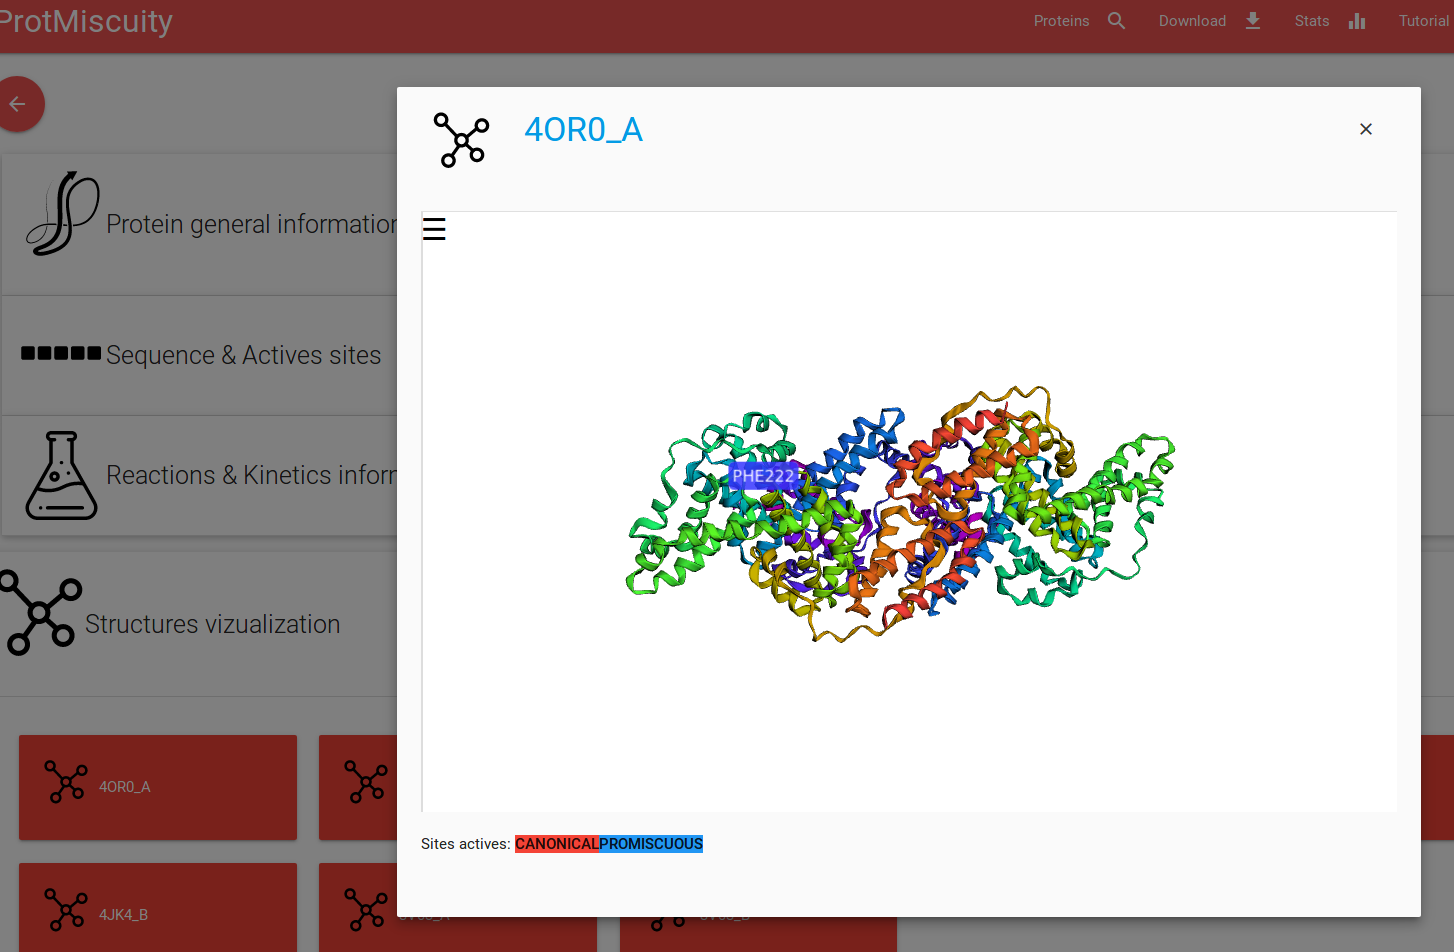 ProtMiscuity
Proteins
Download
Stats
Tutorial
4OR0_A
Protein general information
PHE222
Sequence & Actives sites
Reactions & Kinetics infor
Structures vizualization
4OR0_A
Sites actives: CANONICALPROMISCUOUS
4JK4_B